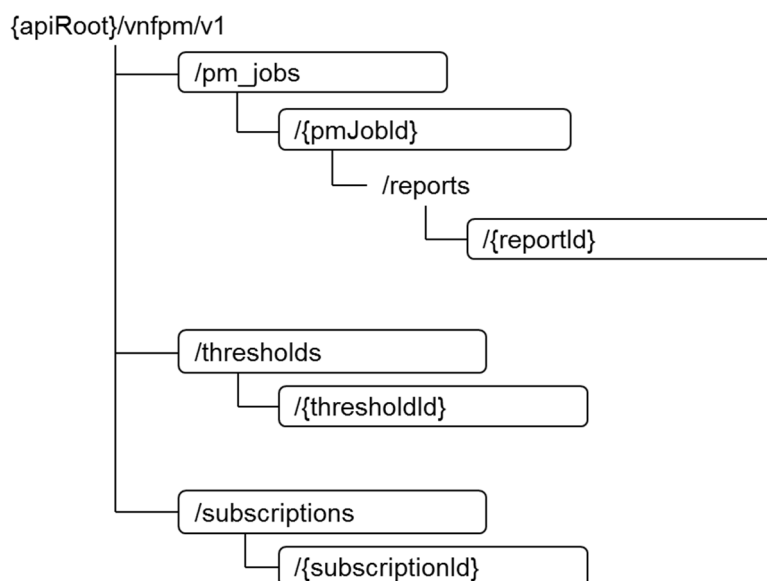 {apiRoot}/vnfpm/v1
/pm_jobs
/{pmJobId}
/reports
/{reportId}
/thresholds
/{thresholdId}
/subscriptions
/{subscriptionId}